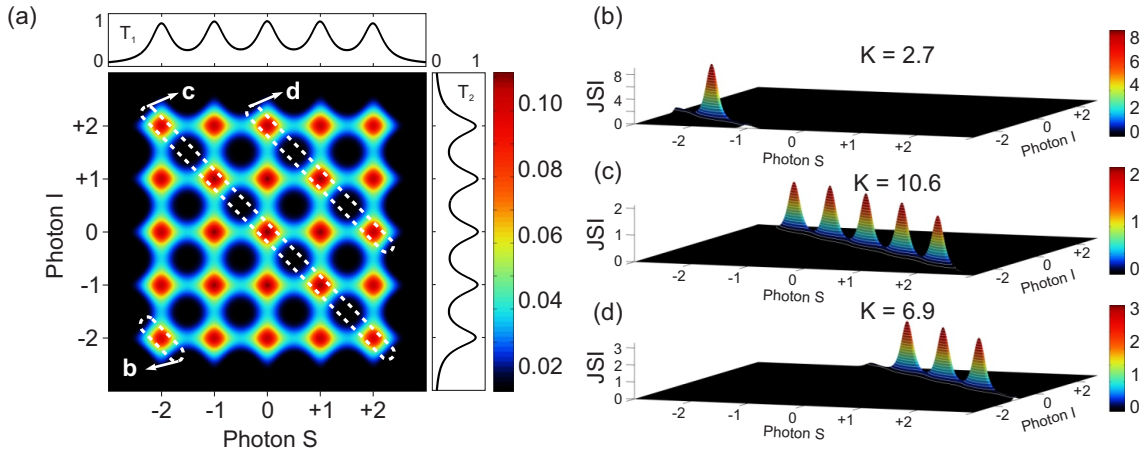 (a)
1
0
T1
0 1
T2
c
d
b
+2
+1
0
-1
-2
Photon I
-2 -1 0 +1 +2
Photon S
0.10
0.08
0.06
0.04
0.02
(b)
K = 2.7
JSI
8
4
0
-2 -1 0 +1 +2
Photon S
-2 0 +2
Photon I
8
6
4
2
0
(c)
K = 10.6
JSI
2
1
0
-2 -1 0 +1 +2
Photon S
-2 0 +2
Photon I
2
1
0
(d)
K = 6.9
JSI
3
2
1
0
-2 -1 0 +1 +2
Photon S
-2 0 +2
Photon I
3
2
1
0